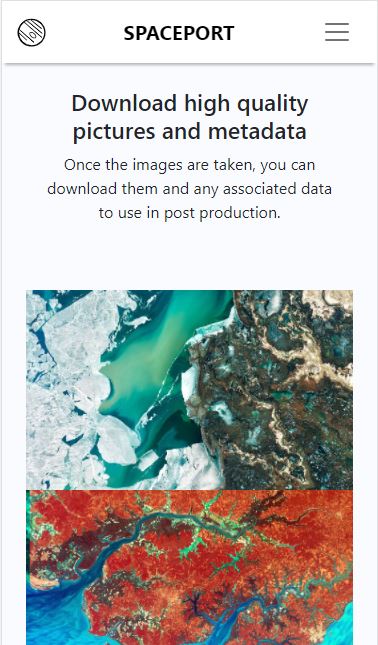 SPACEPORT
Download high quality
pictures and metadata
Once the images are taken, you can
download them and any associated data
to use in post production.